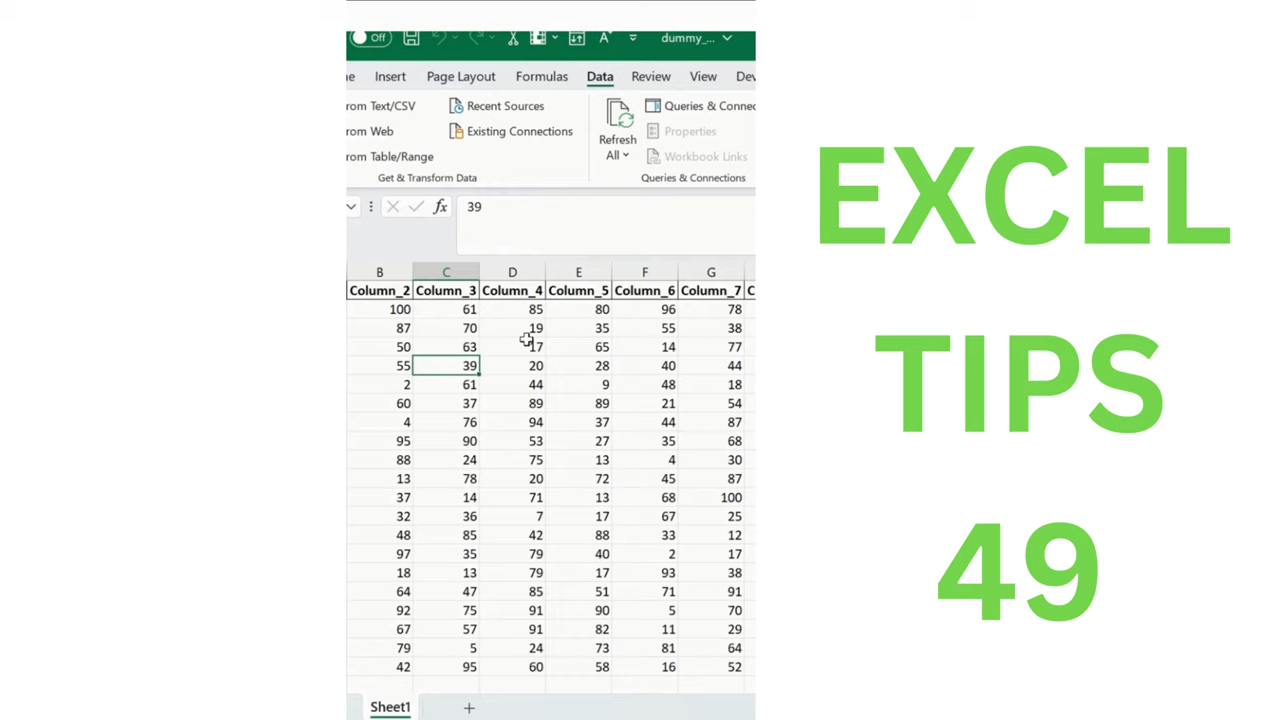 Off
dummy_...
Insert Page Layout Formulas Data Review View
rom Text/CSV Recent Sources Queries &
rom Web Existing Connections Refresh Properties
rom Table/Range All Workbook Links
Get & Transform Data Queries & Connections
fx 39
B C D E F G
Column_2 Column_3 Column_4 Column_5 Column_6 Column_7 C
100 61 85 80 96 78
87 70 19 35 55 38
50 63 17 65 14 77
55 39 20 28 40 44
2 61 44 9 48 18
60 37 89 89 21 54
4 76 94 37 44 87
95 90 53 27 35 68
88 24 75 13 4 30
13 78 20 72 45 87
37 14 71 13 68 100
32 36 7 17 67 25
48 85 42 88 33 12
97 35 79 40 2 17
18 13 79 17 93 38
64 47 85 51 71 91
92 75 91 90 5 70
67 57 91 82 11 29
79 5 24 73 81 64
42 95 60 58 16 52
Sheet1
EXCEL
TIPS
49